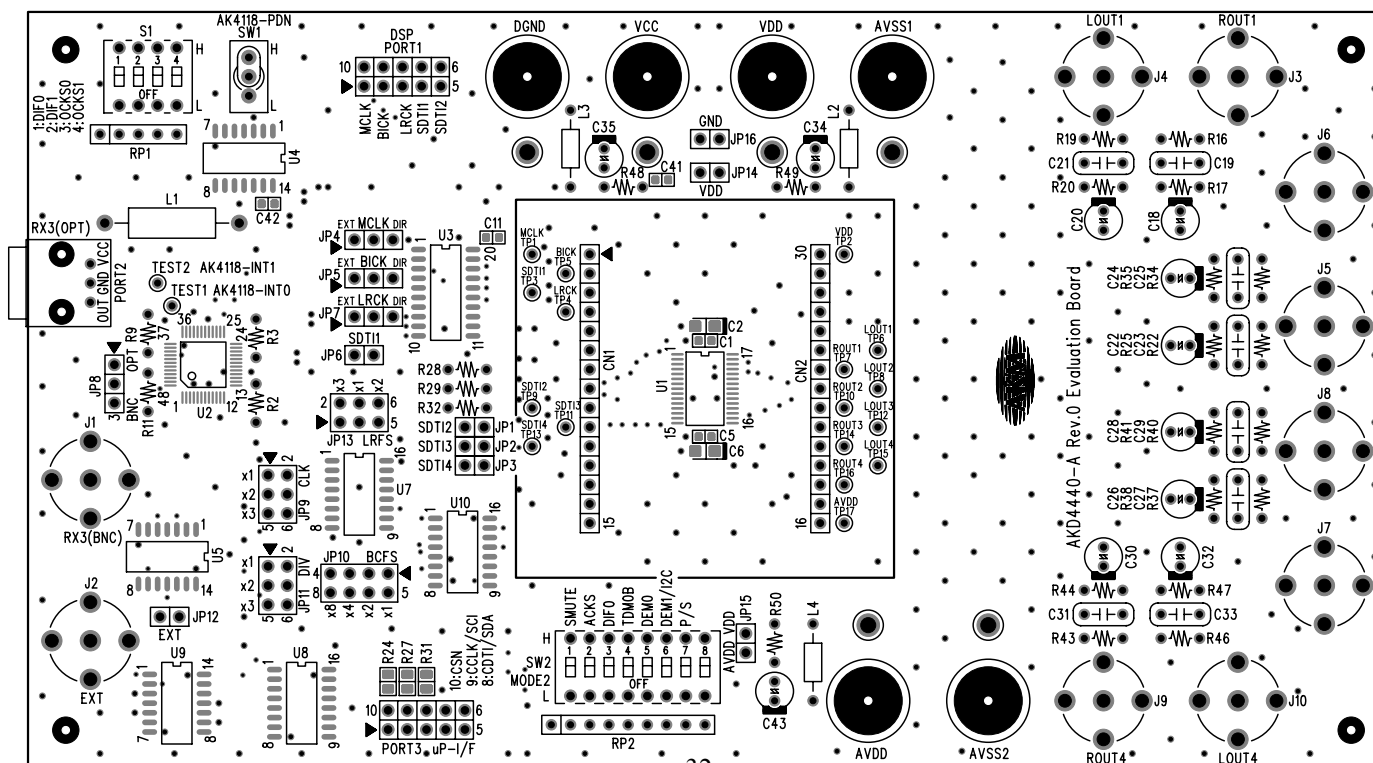 AK4118-PDN
S1
SW1
H
H
1 2 3 4
OFF
L
L
1:DIF0
2:DIF1
3:OCKS0
4:OCKS1
RP1
7 1
U4
8 14
C42
L1
RX3(OPT)
DSP
PORT1
10 6
5
MCLK
BICK
LRCK
SDTI1
SDTI2
DGND
VCC
VDD
AVSS1
L3
C35
R48
C41
GND
JP16
JP14
VDD
C34
R49
L2
LOUT1
ROUT1
J4
J3
R19
R16
C21
C19
R20
R17
C20
C18
J6
OUT GND VCC
PORT2
TEST2 AK4118-INT1
TEST1 AK4118-INT0
36 25
37 24
48 13
1 12
U2
R9
R11
R3
R2
OPT
JP8
3 BNC
EXT MCLK DIR
JP4
EXT BICK DIR
JP5
EXT LRCK DIR
JP7
SDTI1
JP6
U3
C11
20
10 11
R28
R29
R32
x3 x1 x2
2 6
5
JP13 LRFS
SDTI2 JP1
SDTI3 JP2
SDTI4 JP3
MCLK
TP1
BICK
TP5
SDTI1
TP3
LRCK
TP4
CN1
SDTI2
TP9
SDTI3
TP11
SDTI4
TP13
15
C2
C1
1 17
U1
15 16
C5
C6
30
VDD
TP2
LOUT1
TP6
ROUT1
TP7
LOUT2
TP8
CN2
ROUT2
TP10
LOUT3
TP12
ROUT3
TP14
LOUT4
TP15
ROUT4
TP16
AVDD
TP17
16
AKD4440-A Rev.0 Evaluation Board
C24
R35
C25
R34
J5
C22
R25
C23
R22
J8
C28
R41
C29
R40
C26
R38
C27
R37
J7
J1
RX3(BNC)
7 1
U5
8 14
J2
EXT
JP12
EXT
2
x1
x2
x3
CLK
JP9
5 6
2
x1
x2
x3
DIV
JP11
5 6
1 16
U7
8 9
JP10 BCFS
4
8 5
x8
x4
x2
x1
U10
1 16
8 9
U9
1 14
7 8
U8
1 16
8 9
R24
R27
R31
10:CSN
9:CCLK/SCI
8:CDTI/SDA
10 6
5
PORT3 uP-I/F
SMUTE
ACKS
DIF0
TDM0B
DEM0
DEM1/I2C
P/S
H
1 2 3 4 5 6 7 8
SW2
MODE2
OFF
L
RP2
JP15
AVDD VDD
R50
C43
L4
AVDD
AVSS2
C30
C32
R44
R47
C31
C33
R43
R46
J9
J10
ROUT4
LOUT4